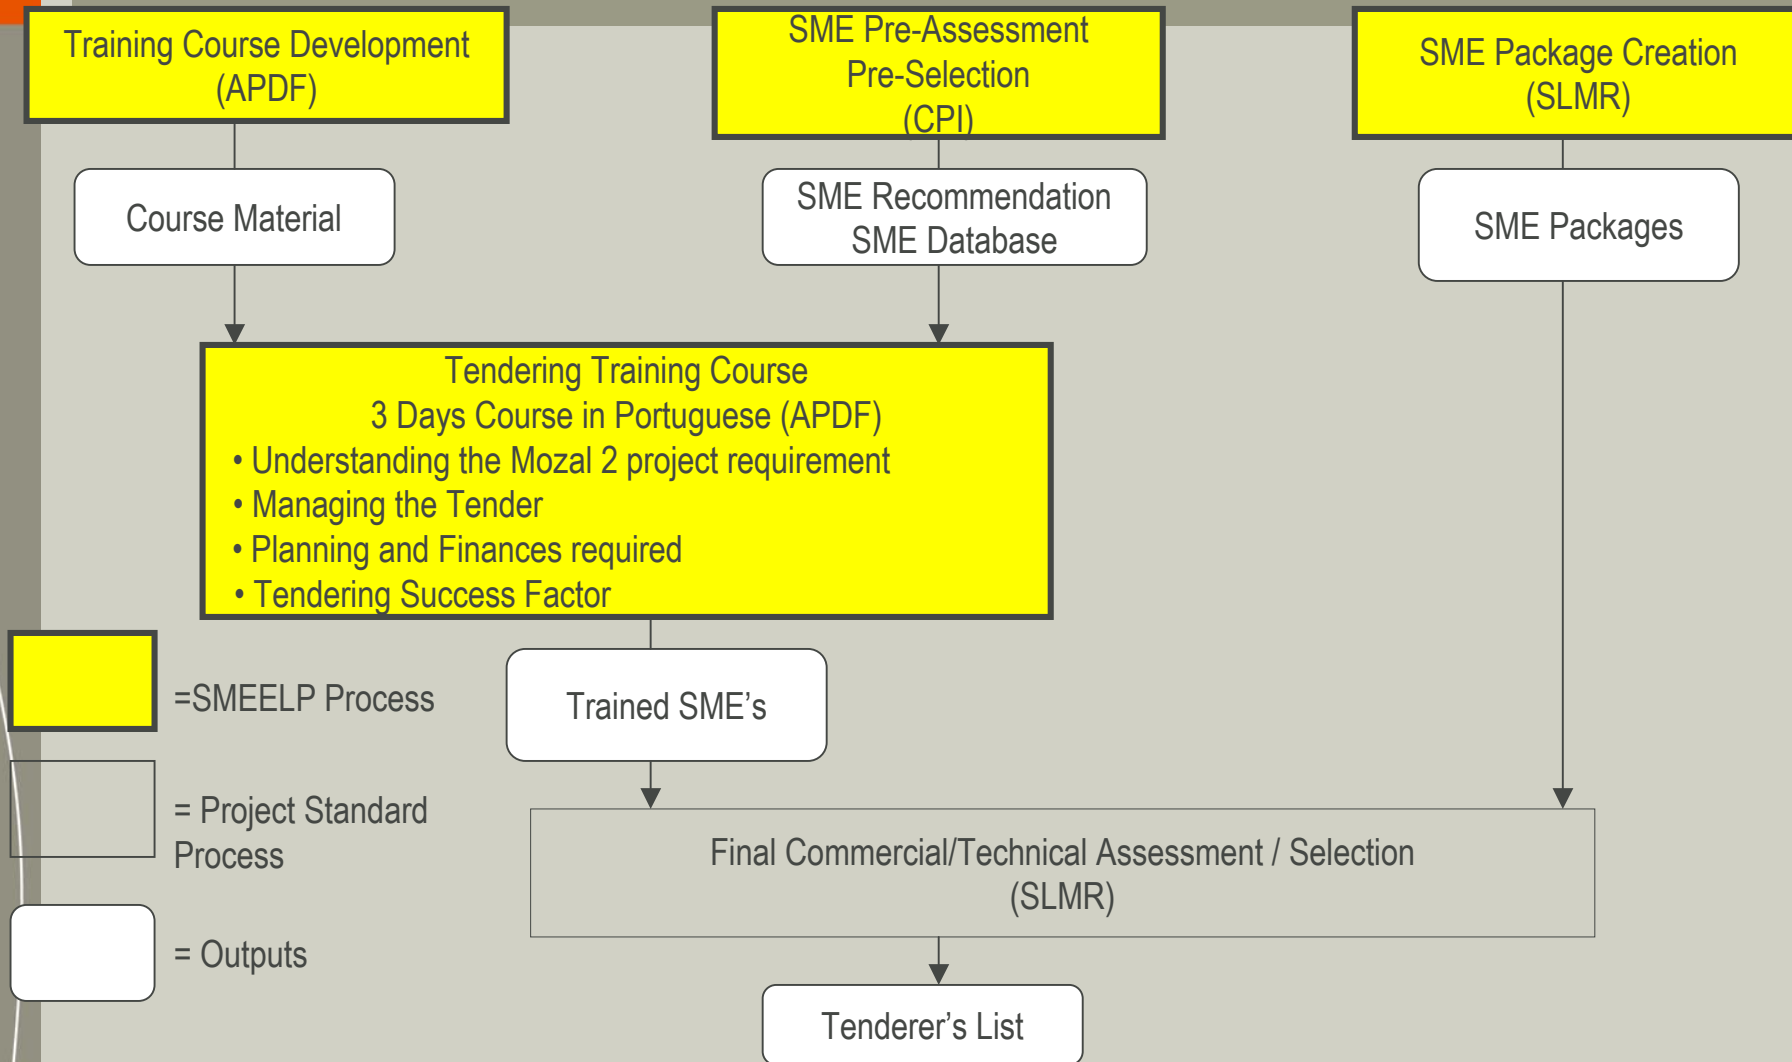 Training Course Development
(APDF)
SME Pre-Assessment
Pre-Selection
(CPI)
SME Package Creation
(SLMR)
Course Material
SME Recommendation
SME Database
SME Packages
Tendering Training Course
3 Days Course in Portuguese (APDF)
• Understanding the Mozal 2 project requirement
• Managing the Tender
• Planning and Finances required
• Tendering Success Factor
=SMEELP Process
Trained SME’s
= Project Standard
Process
Final Commercial/Technical Assessment / Selection
(SLMR)
= Outputs
Tenderer’s List